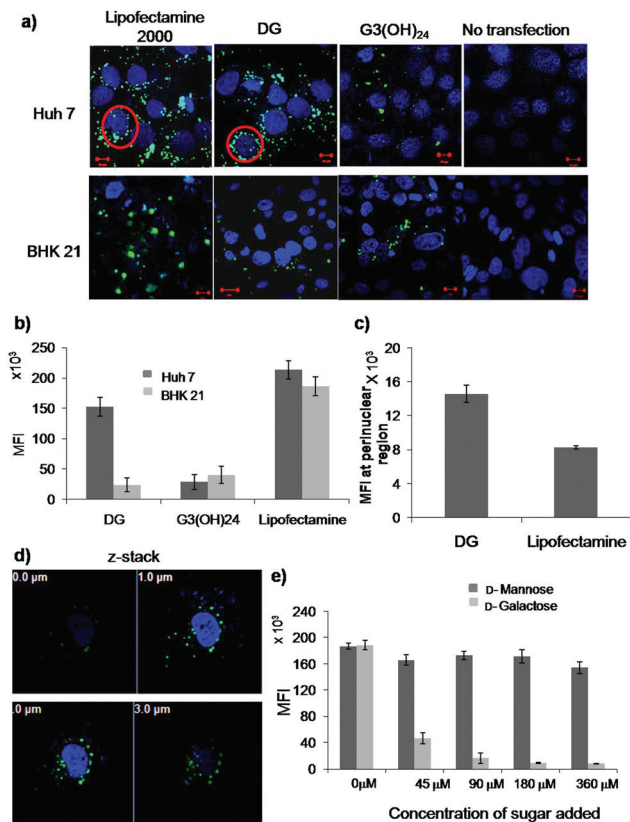 a)
Lipofectamine 2000
DG
G3(OH)24
No transfection
Huh 7
BHK 21
b)
x10³
MFI
250
200
150
100
50
0
Huh 7
BHK 21
DG
G3(OH)24
Lipofectamine
c)
MFI at perinuclear region
X 10³
16
12
8
4
0
DG
Lipofectamine
d)
z-stack
0.0 µm
1.0 µm
.0 µm
3.0 µm
e)
D-Mannose
D-Galactose
x 10³
MFI
240
200
160
120
80
40
0
0µM
45 µM
90 µM
180 µM
360 µM
Concentration of sugar added